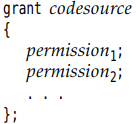 grant codesource
{
permission₁;
permission₂;
. . .
};